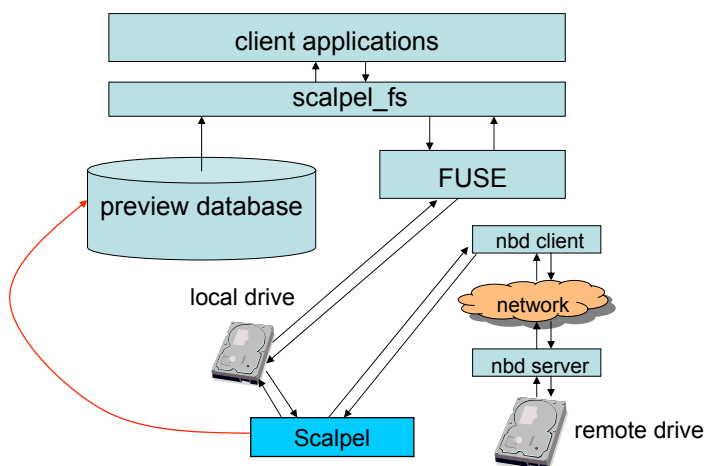 client applications
scalpel_fs
FUSE
preview database
nbd client
local drive
network
nbd server
Scalpel
remote drive